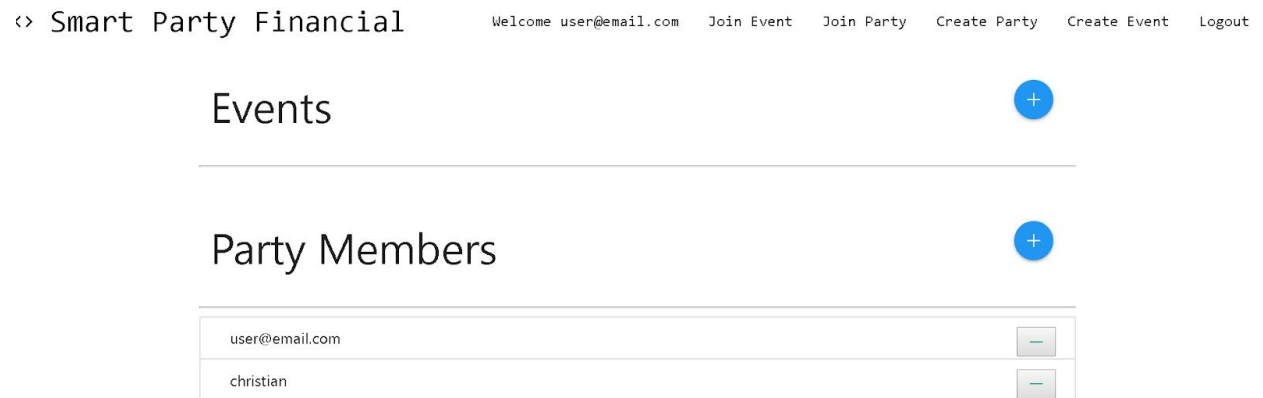 <> Smart Party Financial Welcome user@email.com Join Event Join Party Create Party Create Event Logout
Events +
Party Members +
user@email.com —
christian —